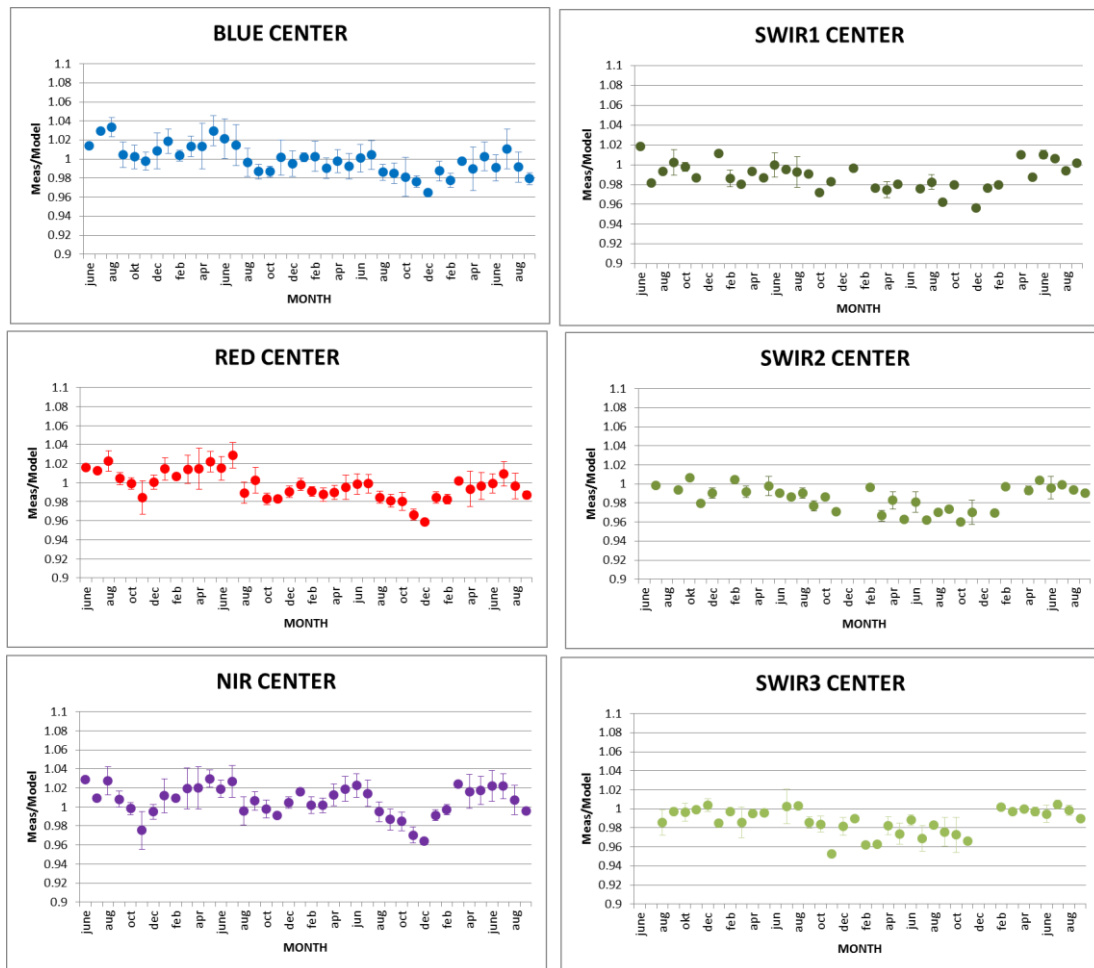 BLUE CENTER
Meas/Model
1.1
1.08
1.06
1.04
1.02
1
0.98
0.96
0.94
0.92
0.9
june aug okt dec feb apr june aug oct dec feb apr jun aug oct dec feb apr june aug
MONTH
SWIR1 CENTER
Meas/Model
1.1
1.08
1.06
1.04
1.02
1
0.98
0.96
0.94
0.92
0.9
june aug oct dec feb apr june aug oct dec feb apr jun aug oct dec feb apr june aug
MONTH
RED CENTER
Meas/Model
1.1
1.08
1.06
1.04
1.02
1
0.98
0.96
0.94
0.92
0.9
june aug oct dec feb apr june aug oct dec feb apr jun aug oct dec feb apr june aug
MONTH
SWIR2 CENTER
Meas/Model
1.1
1.08
1.06
1.04
1.02
1
0.98
0.96
0.94
0.92
0.9
june aug okt dec feb apr jun aug oct dec feb apr jun aug oct dec feb apr june aug
MONTH
NIR CENTER
Meas/Model
1.1
1.08
1.06
1.04
1.02
1
0.98
0.96
0.94
0.92
0.9
june aug oct dec feb apr june aug oct dec feb apr jun aug oct dec feb apr june aug
MONTH
SWIR3 CENTER
Meas/Model
1.1
1.08
1.06
1.04
1.02
1
0.98
0.96
0.94
0.92
0.9
june aug okt dec feb apr jun aug oct dec feb apr jun aug oct dec feb apr june aug
MONTH